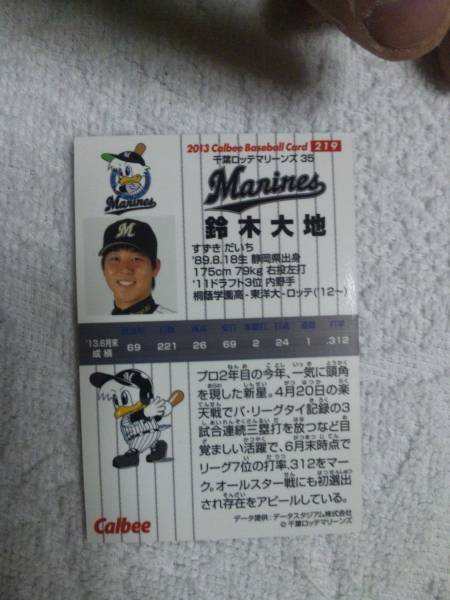 2013 Calbee Baseball Card 219
千葉ロッテマリーンズ 35
Marines
Marines
鈴木大地
すずき だいち
'89.8.18生 静岡県出身
175cm 79kg 右投左打
'11ドラフト3位 内野手
桐蔭学園高-東洋大-ロッテ('12~)
M
'13.6月末
成績
69 221 26 69 2 24 1 .312
プロ2年目の今年、一気に頭角
を現した新星。4月20日の楽
天戦でパ・リーグタイ記録の3
試合連続三塁打を放つなど目
覚ましい活躍で、6月末時点で
リーグ7位の打率.312をマー
ク。オールスター戦にも初選出
され存在をアピールしている。
Calbee
データ提供:データスタジアム株式会社
©千葉ロッテマリーンズ